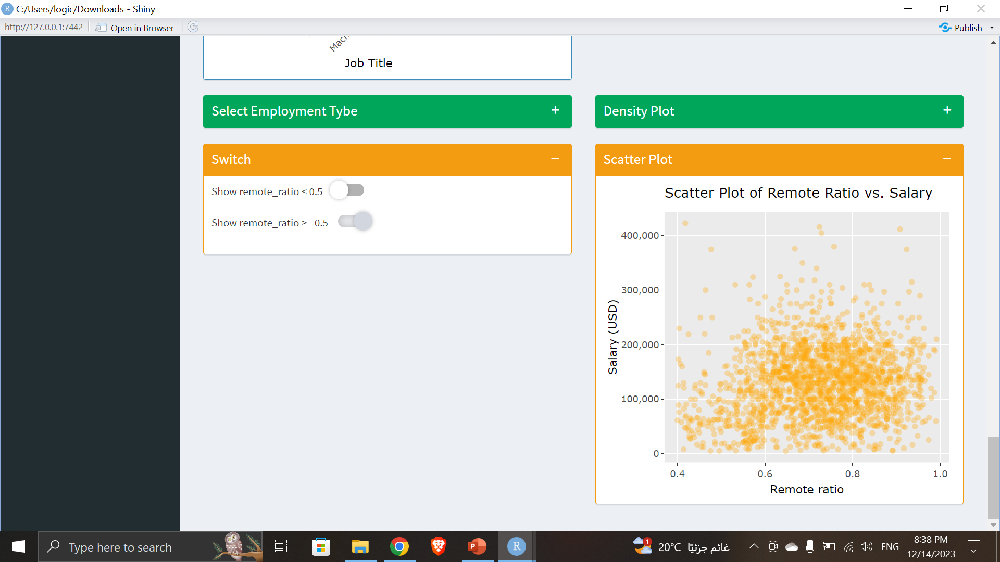 C:/Users/logic/Downloads - Shiny
http://127.0.0.1:7442
Open in Browser
Publish
Job Title
Select Employment Tybe
Density Plot
Switch
Show remote_ratio < 0.5
Show remote_ratio >= 0.5
Scatter Plot
Scatter Plot of Remote Ratio vs. Salary
400,000
300,000
200,000
100,000
0
Salary (USD)
0.4 0.6 0.8 1.0
Remote ratio
Type here to search
1
20°C غائم جزئيًا
ENG
8:38 PM
12/14/2023